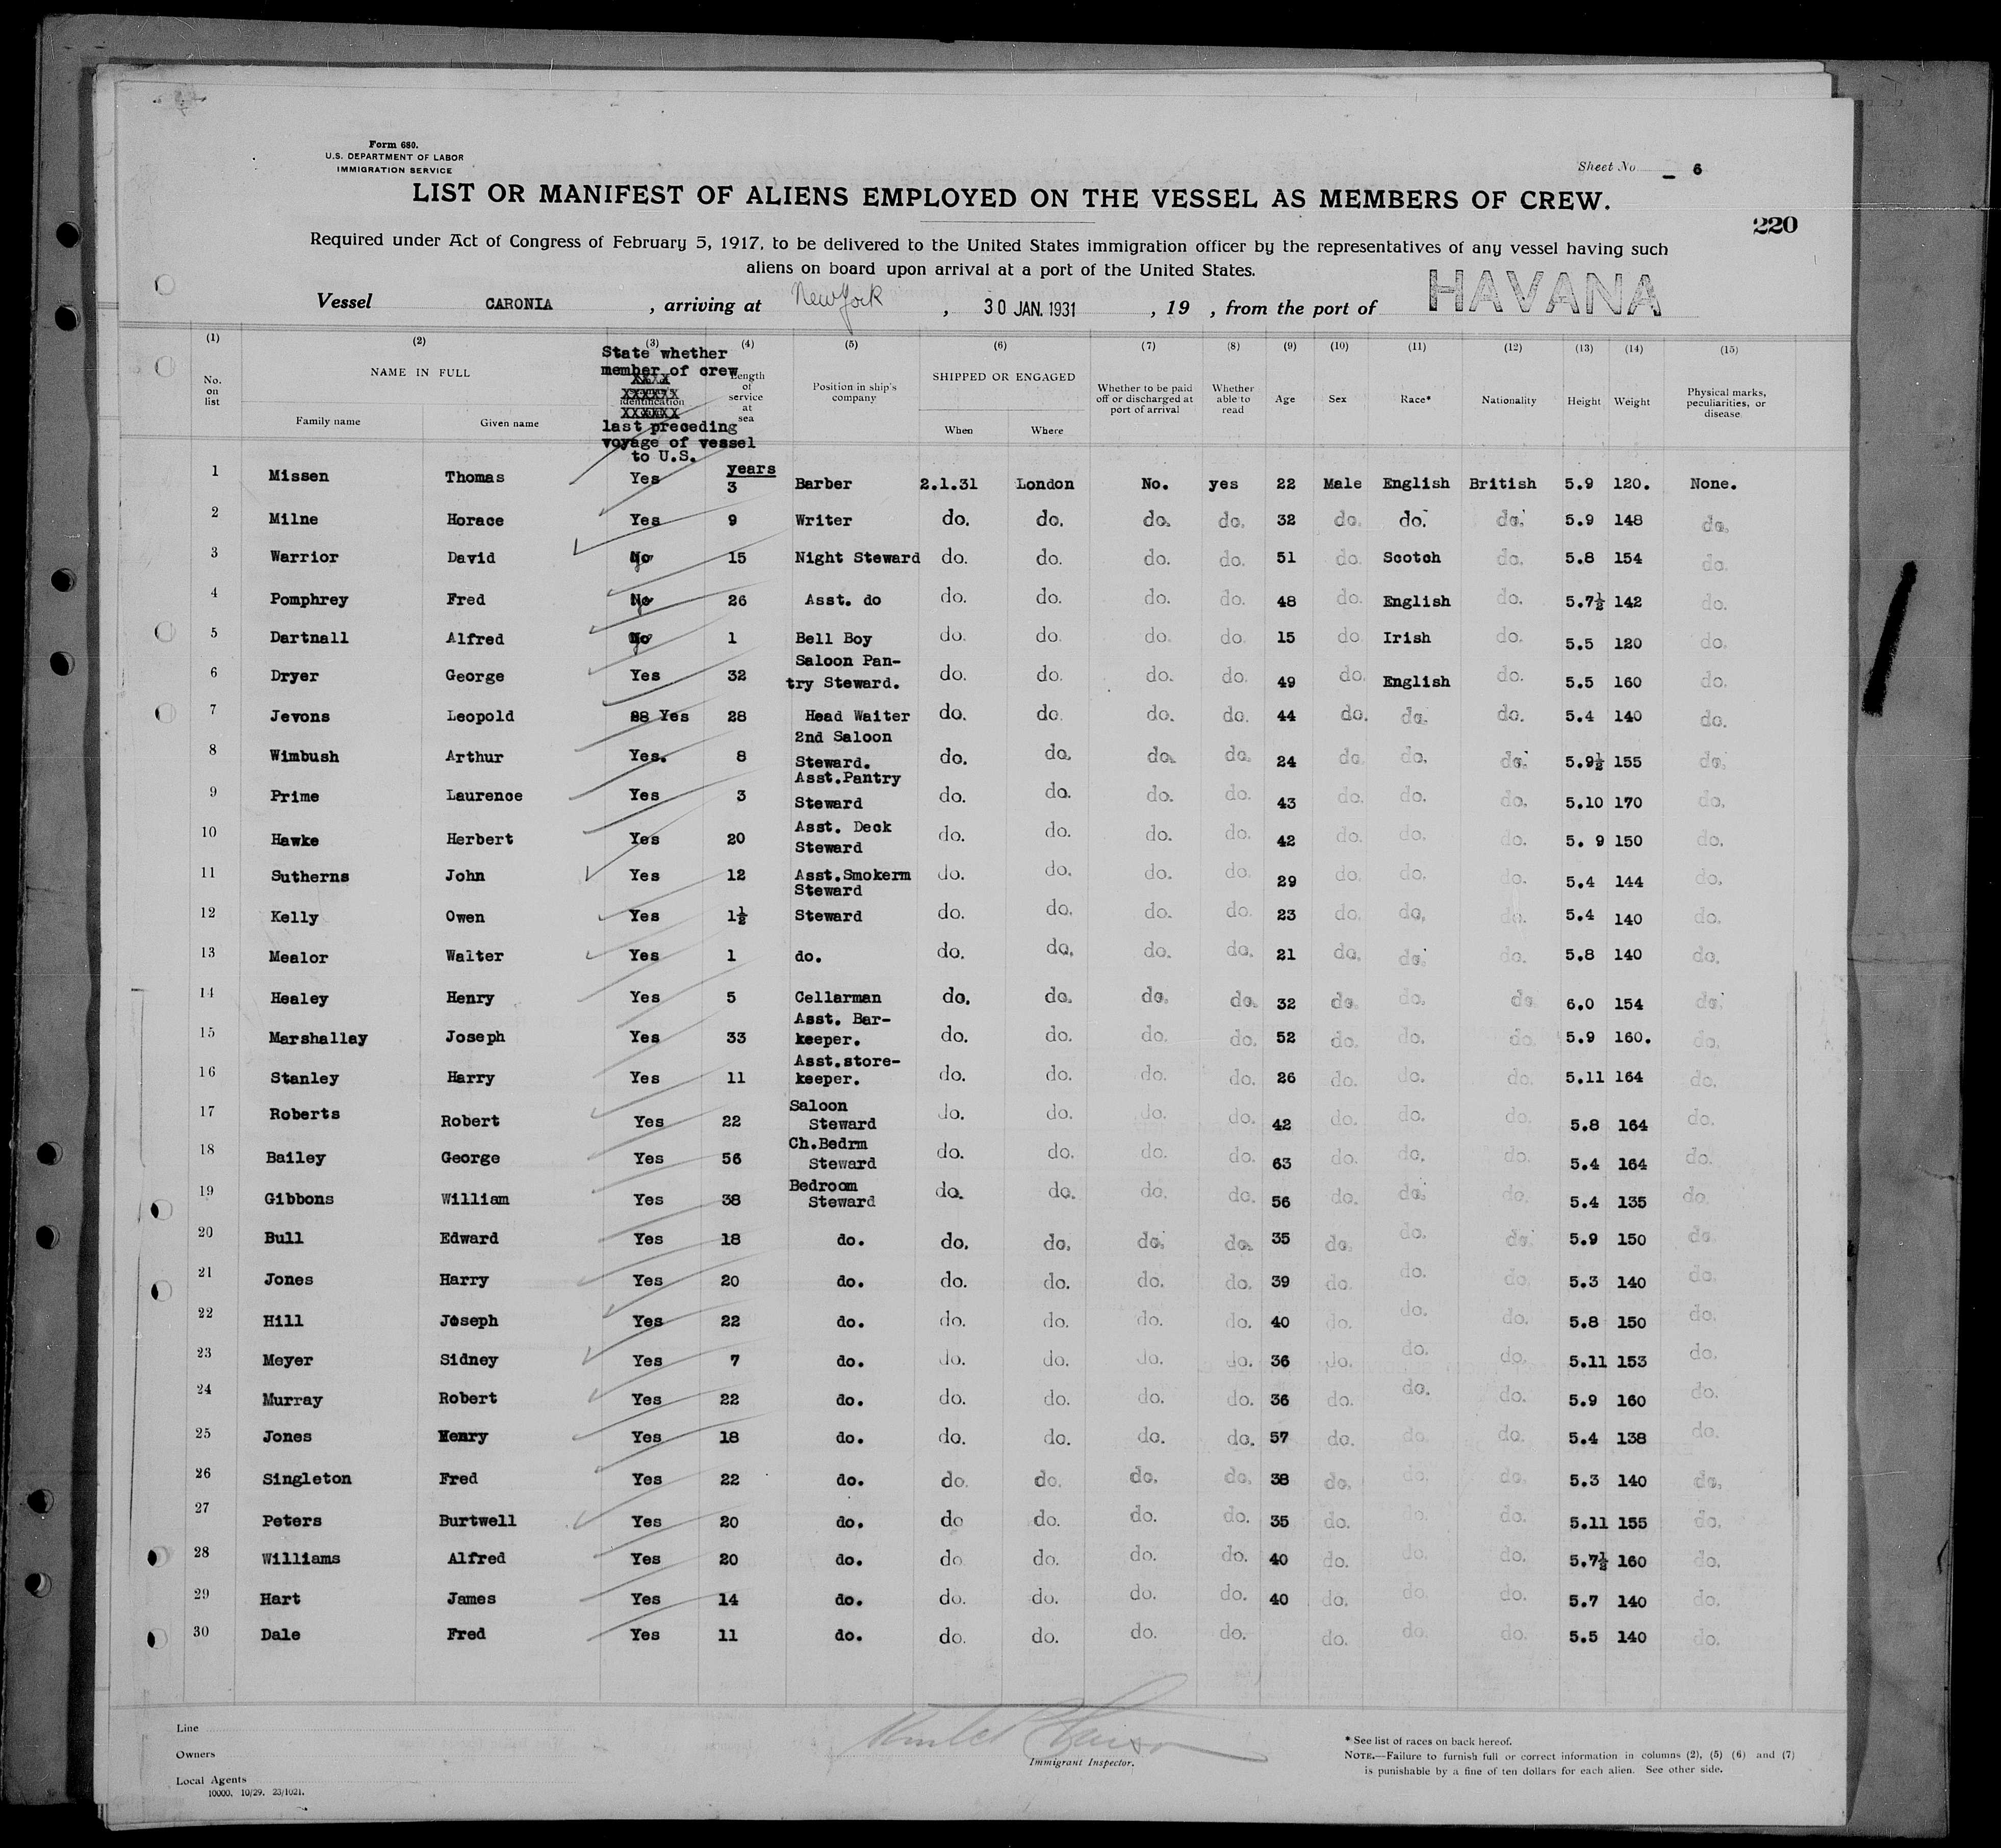 Form 680.
U.S. DEPARTMENT OF LABOR
IMMIGRATION SERVICE
Sheet No. 6
LIST OR MANIFEST OF ALIENS EMPLOYED ON THE VESSEL AS MEMBERS OF CREW.
220
Required under Act of Congress of February 5, 1917, to be delivered to the United States immigration officer by the representatives of any vessel having such
aliens on board upon arrival at a port of the United States.
Vessel CARONIA, arriving at New York, 30 JAN. 1931, 19 , from the port of HAVANA
(1) (2) (3) (4) (5) (6) (7) (8) (9) (10) (11) (12) (13) (14) (15)
No. on list
NAME IN FULL
Family name Given name
State whether
member of crew
identification
last preceding
voyage of vessel
to U.S.
Length of service at sea
Position in ship's company
SHIPPED OR ENGAGED
When Where
Whether to be paid off or discharged at port of arrival
Whether able to read
Age Sex Race* Nationality Height Weight
Physical marks, peculiarities, or disease
years
1 Missen Thomas Yes 3 Barber 2.1.31 London No. yes 22 Male English British 5.9 120. None.
2 Milne Horace Yes 9 Writer do. do. do. do. 32 do. do. do. 5.9 148 do.
3 Warrior David No 15 Night Steward do. do. do. do. 51 do. Scotch do. 5.8 154 do.
4 Pomphrey Fred No 26 Asst. do do. do. do. do. 48 do. English do. 5.7½ 142 do.
5 Dartnall Alfred No 1 Bell Boy do. do. do. do. 15 do Irish do. 5.5 120 do.
6 Dryer George Yes 32 Saloon Pan-try Steward. do. do. do. do. 49 do. English do. 5.5 160 do.
7 Jevons Leopold 28 Yes 28 Head Waiter do. do. do. do. 44 do. do. do. 5.4 140 do.
8 Wimbush Arthur Yes. 8 2nd Saloon Steward. do. do. do. do. 24 do. do. do. 5.9½ 155 do.
9 Prime Laurence Yes 3 Asst.Pantry Steward do. do. do. do. 43 do. do. do. 5.10 170 do.
10 Hawke Herbert Yes 20 Asst. Deck Steward do. do. do. do. 42 do. do. do. 5. 9 150 do.
11 Sutherns John Yes 12 Asst.Smokerm Steward do. do. do. do. 29 do. do. do. 5.4 144 do.
12 Kelly Owen Yes 1½ Steward do. do. do. do. 23 do. do. do. 5.4 140 do.
13 Mealor Walter Yes 1 do. do. do. do. do. 21 do. do. do. 5.8 140 do.
14 Healey Henry Yes 5 Cellarman do. do. do. do. 32 do. do. do 6.0 154 do.
15 Marshallay Joseph Yes 33 Asst. Bar-keeper. do. do. do. do. 52 do. do. do. 5.9 160. do.
16 Stanley Harry Yes 11 Asst.store-keeper. do. do. do. do. 26 do. do. do. 5.11 164 do.
17 Roberts Robert Yes 22 Saloon Steward do. do. do. do. 42 do. do. do. 5.8 164 do.
18 Bailey George Yes 56 Ch.Bedrm Steward do. do. do. do. 63 do. do. do. 5.4 164 do.
19 Gibbons William Yes 38 Bedroom Steward do. do. do. do. 56 do. do. do. 5.4 135 do.
20 Bull Edward Yes 18 do. do. do. do. do. 35 do. do. do. 5.9 150 do.
21 Jones Harry Yes 20 do. do. do. do. do. 39 do. do. do. 5.3 140 do.
22 Hill Joseph Yes 22 do. do. do. do. do. 40 do. do. do. 5.8 150 do.
23 Meyer Sidney Yes 7 do. do. do. do. do. 36 do. do. do. 5.11 153 do.
24 Murray Robert Yes 22 do. do. do. do. do. 36 do. do. do. 5.9 160 do.
25 Jones Henry Yes 18 do. do. do. do. do. 57 do. do. do. 5.4 138 do.
26 Singleton Fred Yes 22 do. do. do. do. do. 38 do. do. do. 5.3 140 do.
27 Peters Burtwell Yes 20 do. do do. do. do. 35 do. do. do. 5.11 155 do.
28 Williams Alfred Yes 20 do. do. do. do. do. 40 do. do. do. 5.7½ 160 do.
29 Hart James Yes 14 do. do. do. do. do. 40 do. do. do. 5.7 140 do.
30 Dale Fred Yes 11 do. do. do. do. do. do. do. do. 5.5 140 do.
Line
Owners
Local Agents
10000. 10/29. 23/1021.
Immigrant Inspector.
* See list of races on back hereof.
NOTE.—Failure to furnish full or correct information in columns (2), (5) (6) and (7)
is punishable by a fine of ten dollars for each alien. See other side.